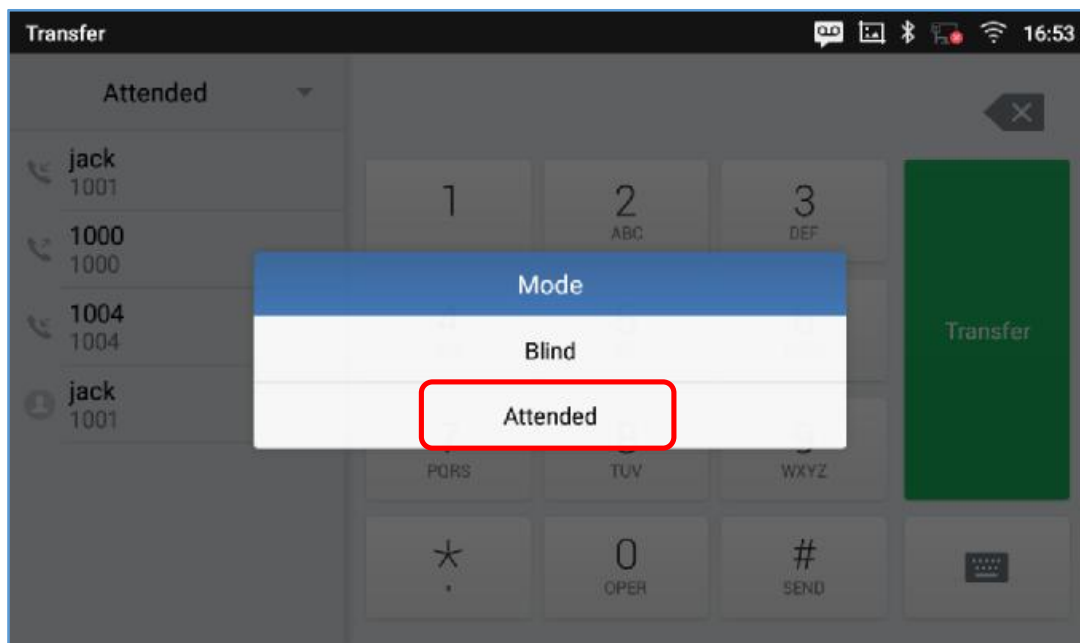 Transfer
16:53
Attended
jack
1001
1000
1000
1004
1004
jack
1001
1
2
ABC
3
DEF
Mode
Blind
Attended
Transfer
PQRS
TUV
WXYZ
*
0
OPER
#
SEND